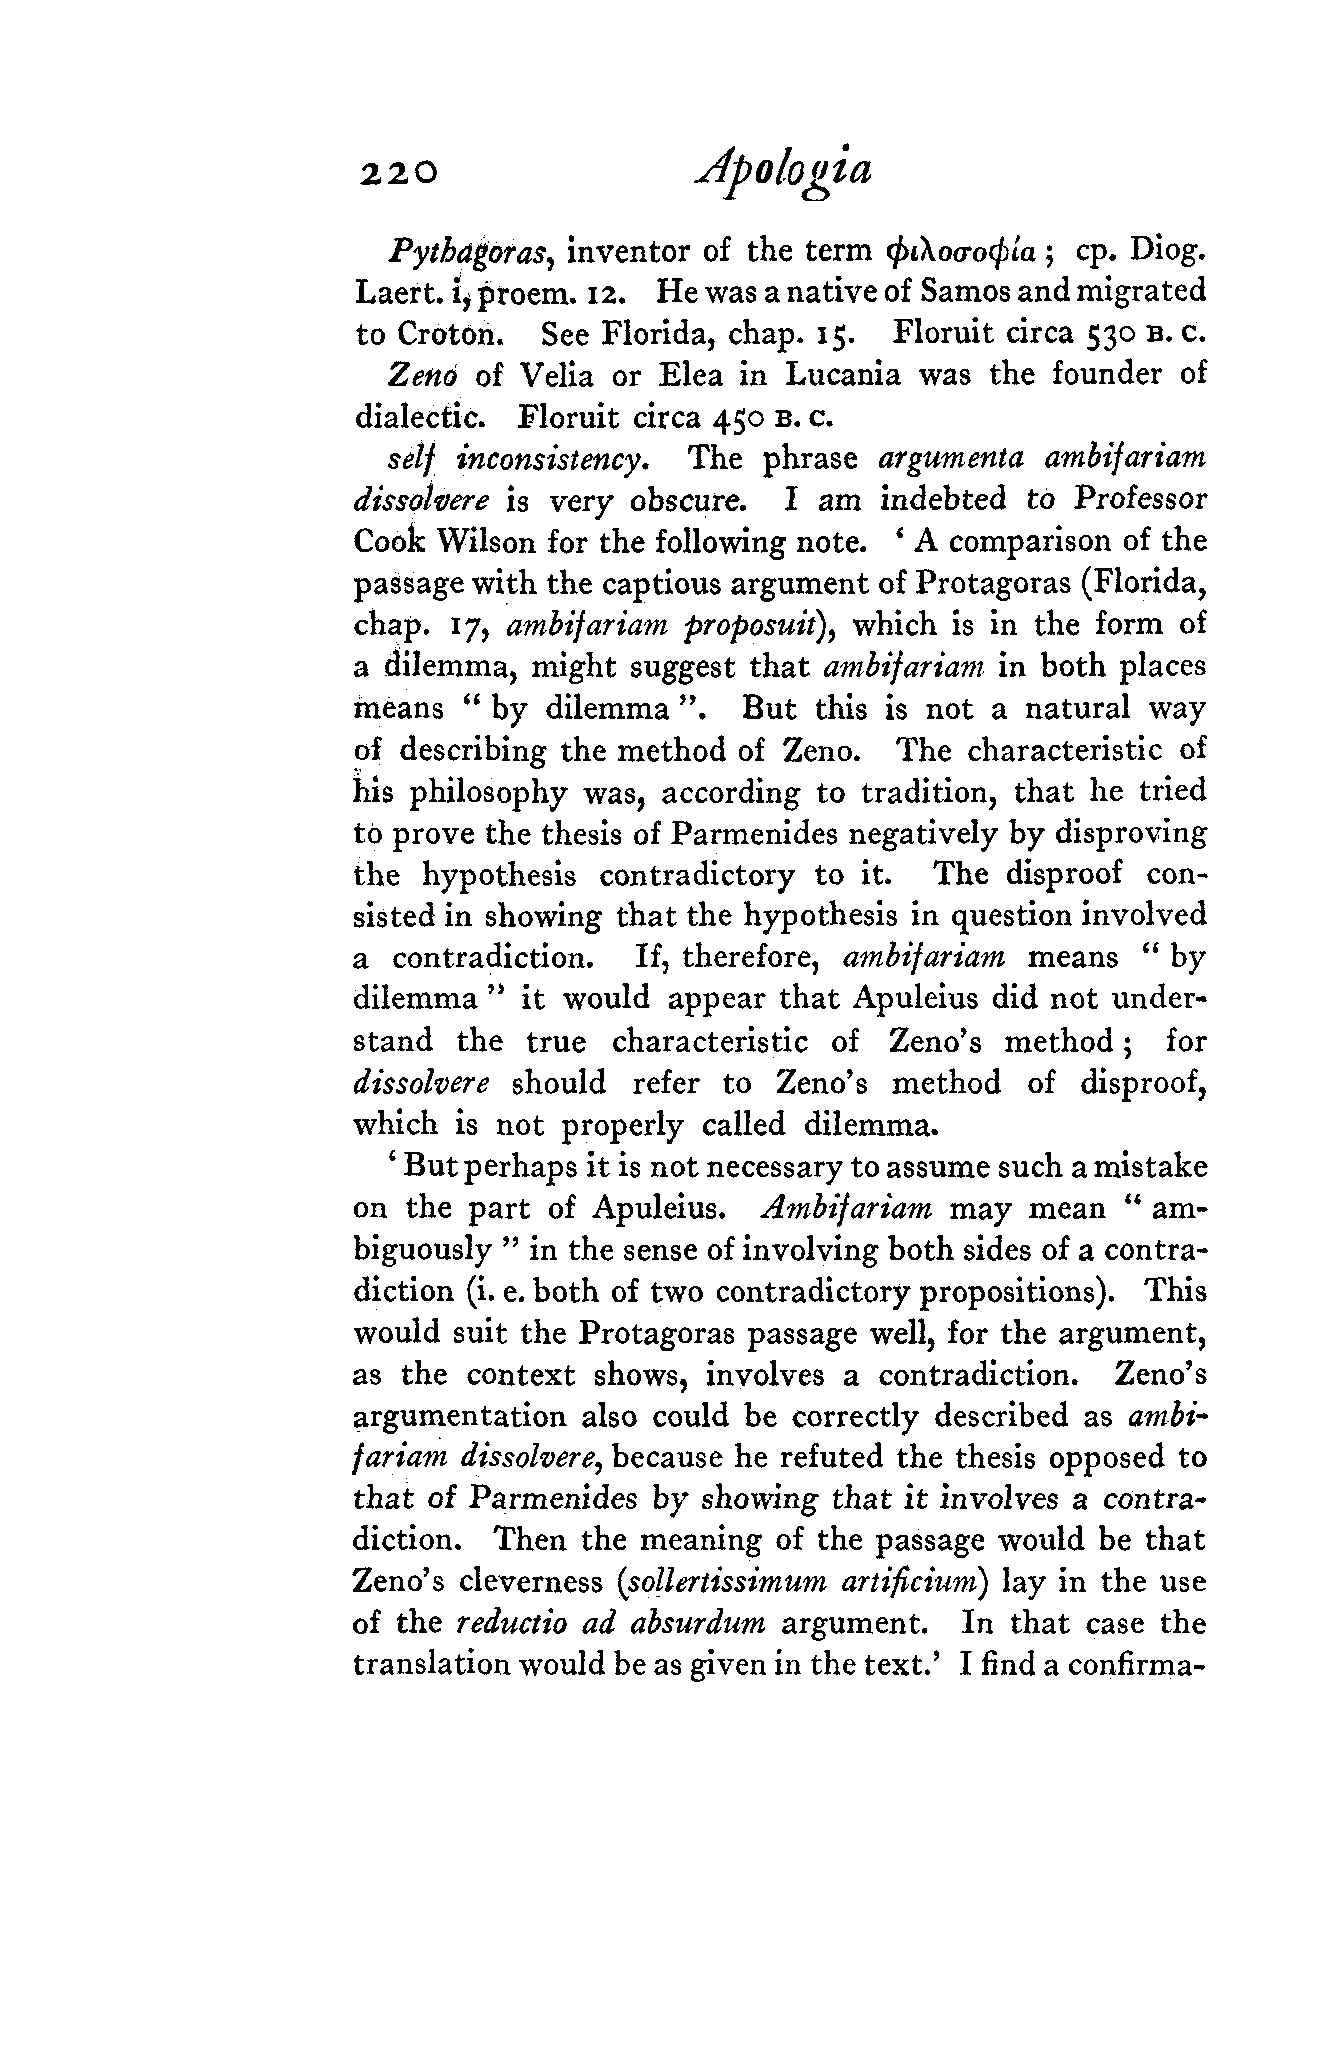 220 Apologia
Pythagoras, inventor of the term φιλοσοφία ; cp. Diog.
Laert. i, proem. 12. He was a native of Samos and migrated
to Croton. See Florida, chap. 15. Floruit circa 530 B. C.
Zeno of Velia or Elea in Lucania was the founder of
dialectic. Floruit circa 450 B. C.
self inconsistency. The phrase argumenta ambifariam
dissolvere is very obscure. I am indebted to Professor
Cook Wilson for the following note. ‘ A comparison of the
passage with the captious argument of Protagoras (Florida,
chap. 17, ambifariam proposuit), which is in the form of
a dilemma, might suggest that ambifariam in both places
means “ by dilemma ”. But this is not a natural way
of describing the method of Zeno. The characteristic of
his philosophy was, according to tradition, that he tried
to prove the thesis of Parmenides negatively by disproving
the hypothesis contradictory to it. The disproof con-
sisted in showing that the hypothesis in question involved
a contradiction. If, therefore, ambifariam means “ by
dilemma ” it would appear that Apuleius did not under-
stand the true characteristic of Zeno’s method ; for
dissolvere should refer to Zeno’s method of disproof,
which is not properly called dilemma.
‘ But perhaps it is not necessary to assume such a mistake
on the part of Apuleius. Ambifariam may mean “ am-
biguously ” in the sense of involving both sides of a contra-
diction (i. e. both of two contradictory propositions). This
would suit the Protagoras passage well, for the argument,
as the context shows, involves a contradiction. Zeno’s
argumentation also could be correctly described as ambi-
fariam dissolvere, because he refuted the thesis opposed to
that of Parmenides by showing that it involves a contra-
diction. Then the meaning of the passage would be that
Zeno’s cleverness (sollertissimum artificium) lay in the use
of the reductio ad absurdum argument. In that case the
translation would be as given in the text.’ I find a confirma-